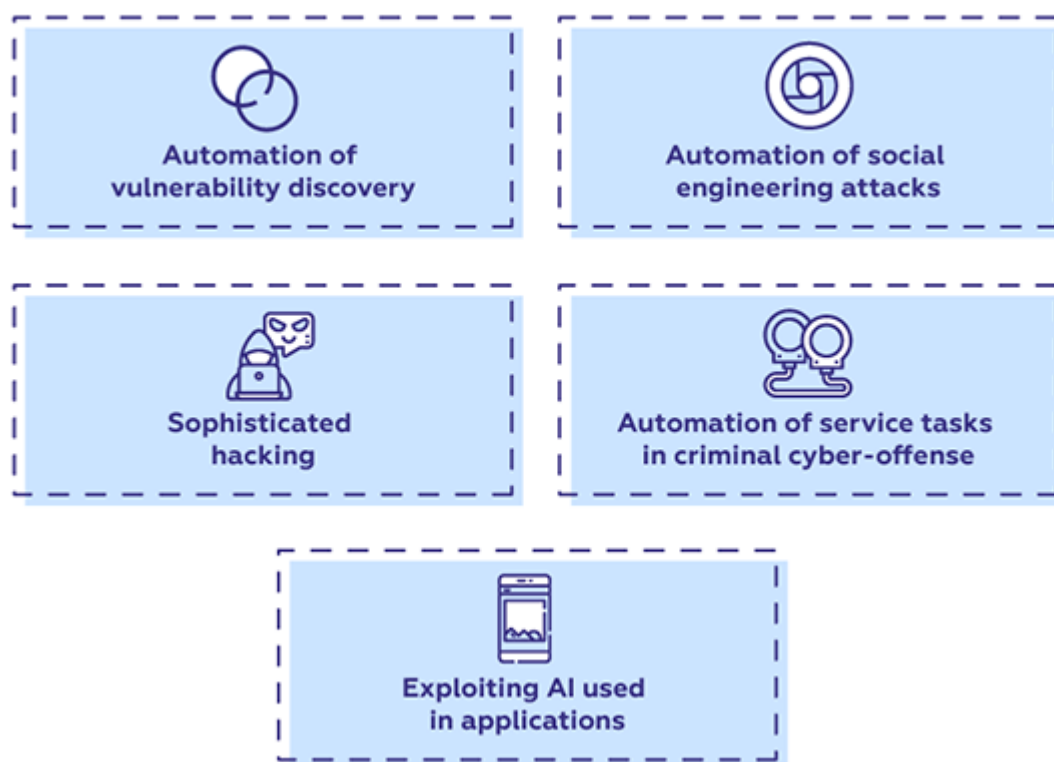 Automation of
vulnerability discovery
Automation of social
engineering attacks
Sophisticated
hacking
Automation of service tasks
in criminal cyber-offense
Exploiting AI used
in applications